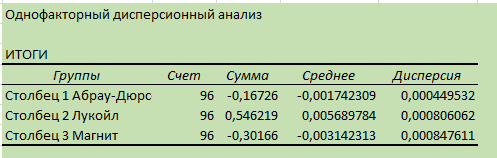 Однофакторный дисперсионный анализ
ИТОГИ
Группы Счет Сумма Среднее Дисперсия
Столбец 1 Абрау-Дюрс 96 -0,16726 -0,001742309 0,000449532
Столбец 2 Лукойл 96 0,546219 0,005689784 0,000806062
Столбец 3 Магнит 96 -0,30166 -0,003142313 0,000847611